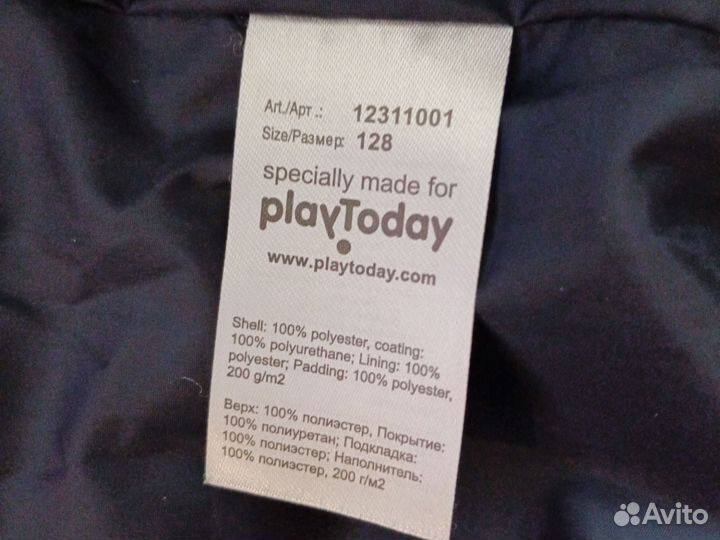 Art./Арт .: 12311001
Size/Размер: 128
specially made for
playToday
www.playtoday.com
Shell: 100% polyester, coating:
100% polyurethane; Lining: 100%
polyester; Padding: 100% polyester,
200 g/m2
Верх: 100% полиэстер, Покрытие:
100% полиуретан; Подкладка:
100% полиэстер; Наполнитель:
100% полиэстер, 200 г/м2
Avito